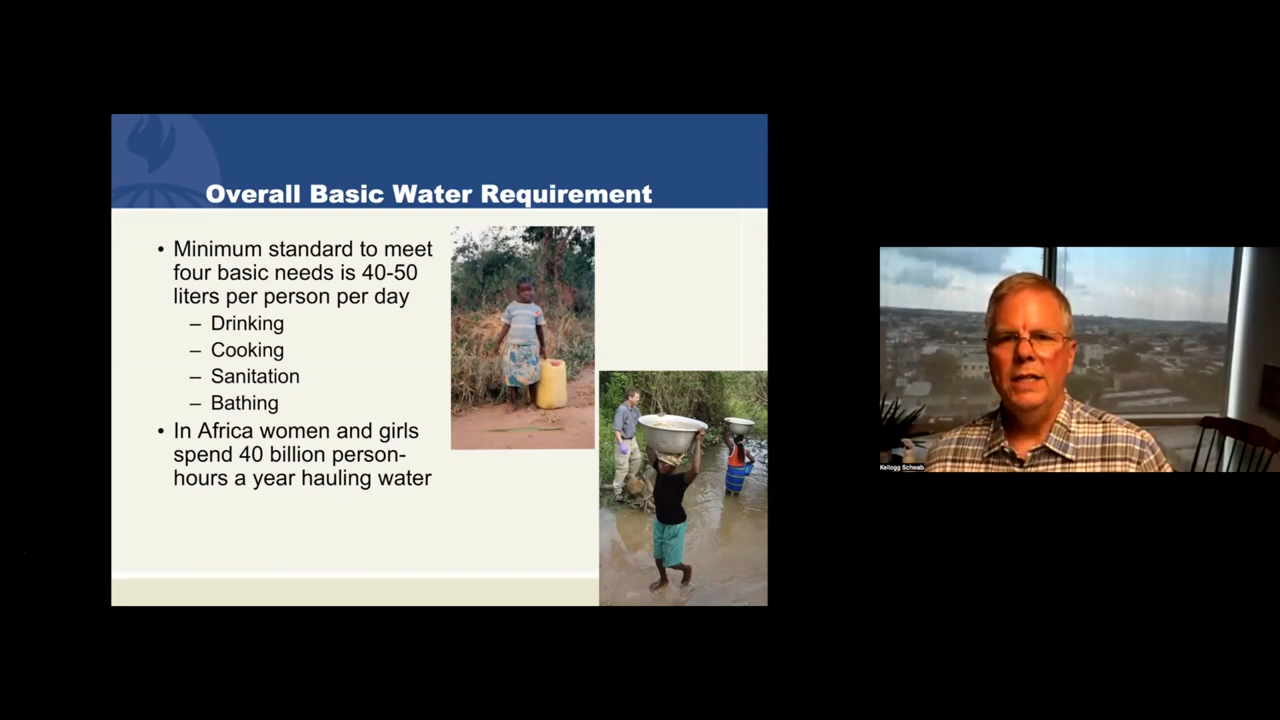 Overall Basic Water Requirement
• Minimum standard to meet
four basic needs is 40-50
liters per person per day
– Drinking
– Cooking
– Sanitation
– Bathing
• In Africa women and girls
spend 40 billion person-
hours a year hauling water
Kellogg Schwab